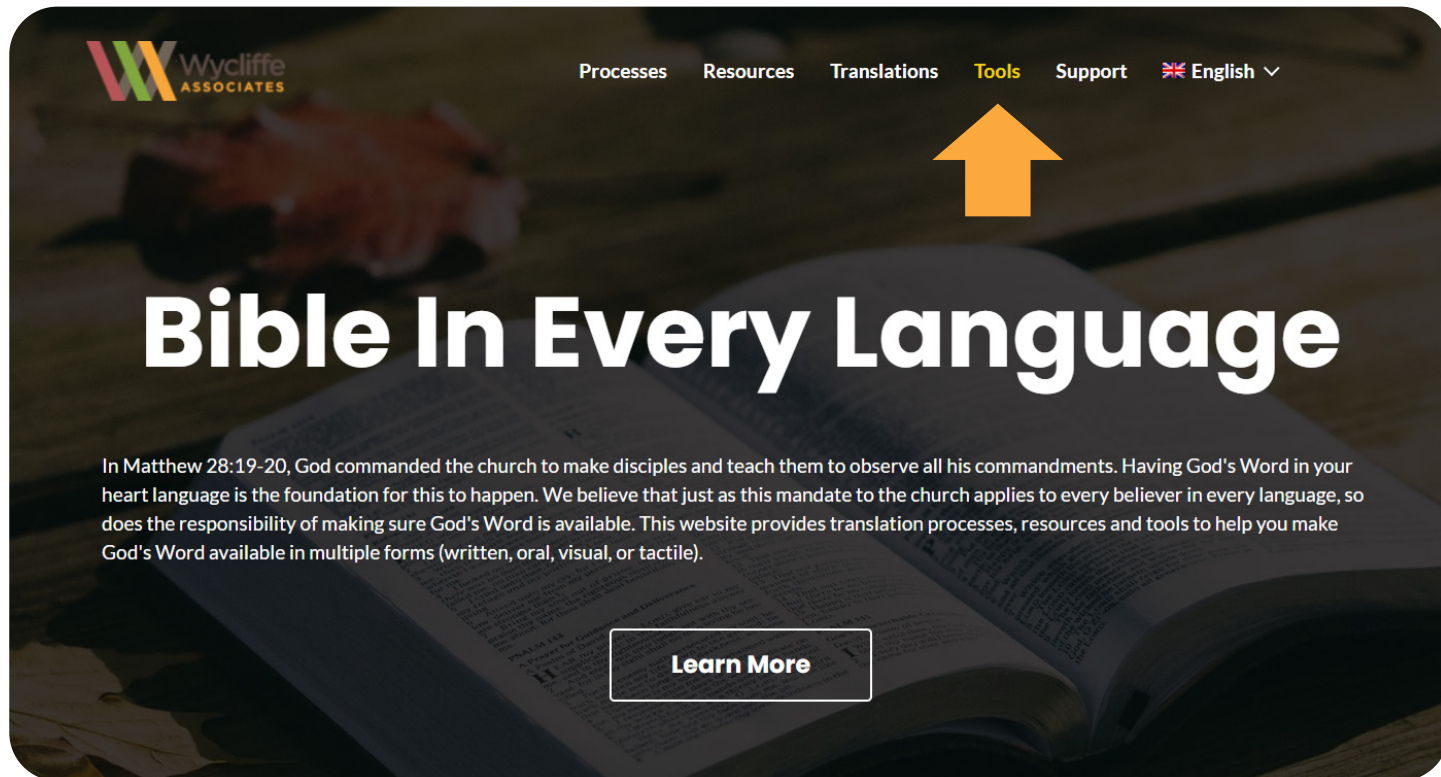 Wycliffe
ASSOCIATES
Processes Resources Translations Tools Support English
Bible In Every Language
In Matthew 28:19-20, God commanded the church to make disciples and teach them to observe all his commandments. Having God's Word in your
heart language is the foundation for this to happen. We believe that just as this mandate to the church applies to every believer in every language, so
does the responsibility of making sure God's Word is available. This website provides translation processes, resources and tools to help you make
God's Word available in multiple forms (written, oral, visual, or tactile).
PSALM 143
Learn More